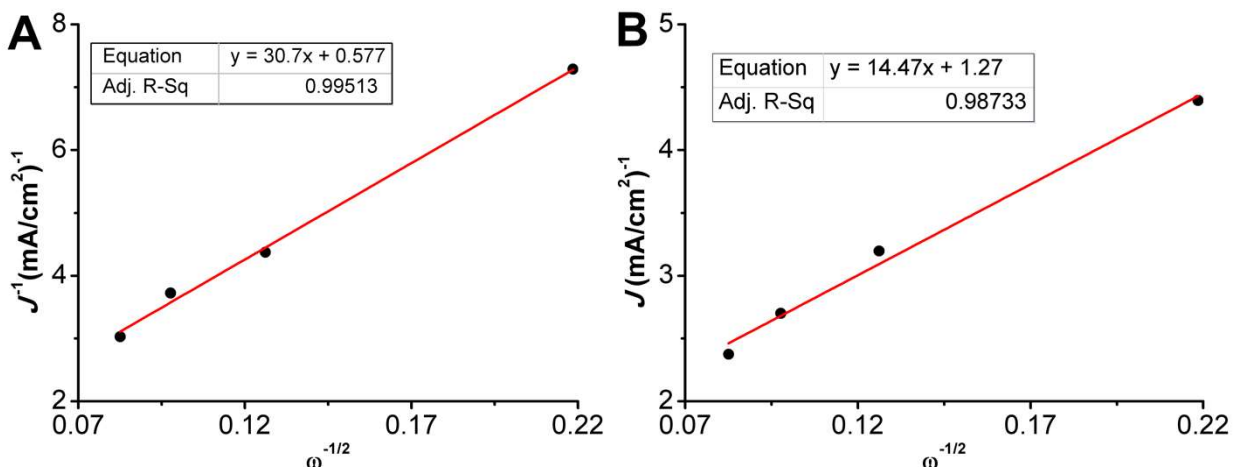 A
8
Equation y = 30.7x + 0.577
Adj. R-Sq 0.99513
6
4
2
J⁻¹(mA/cm²)⁻¹
0.07 0.12 0.17 0.22
ω⁻¹/²
B
5
Equation y = 14.47x + 1.27
Adj. R-Sq 0.98733
4
3
2
J(mA/cm²)⁻¹
0.07 0.12 0.17 0.22
ω⁻¹/²